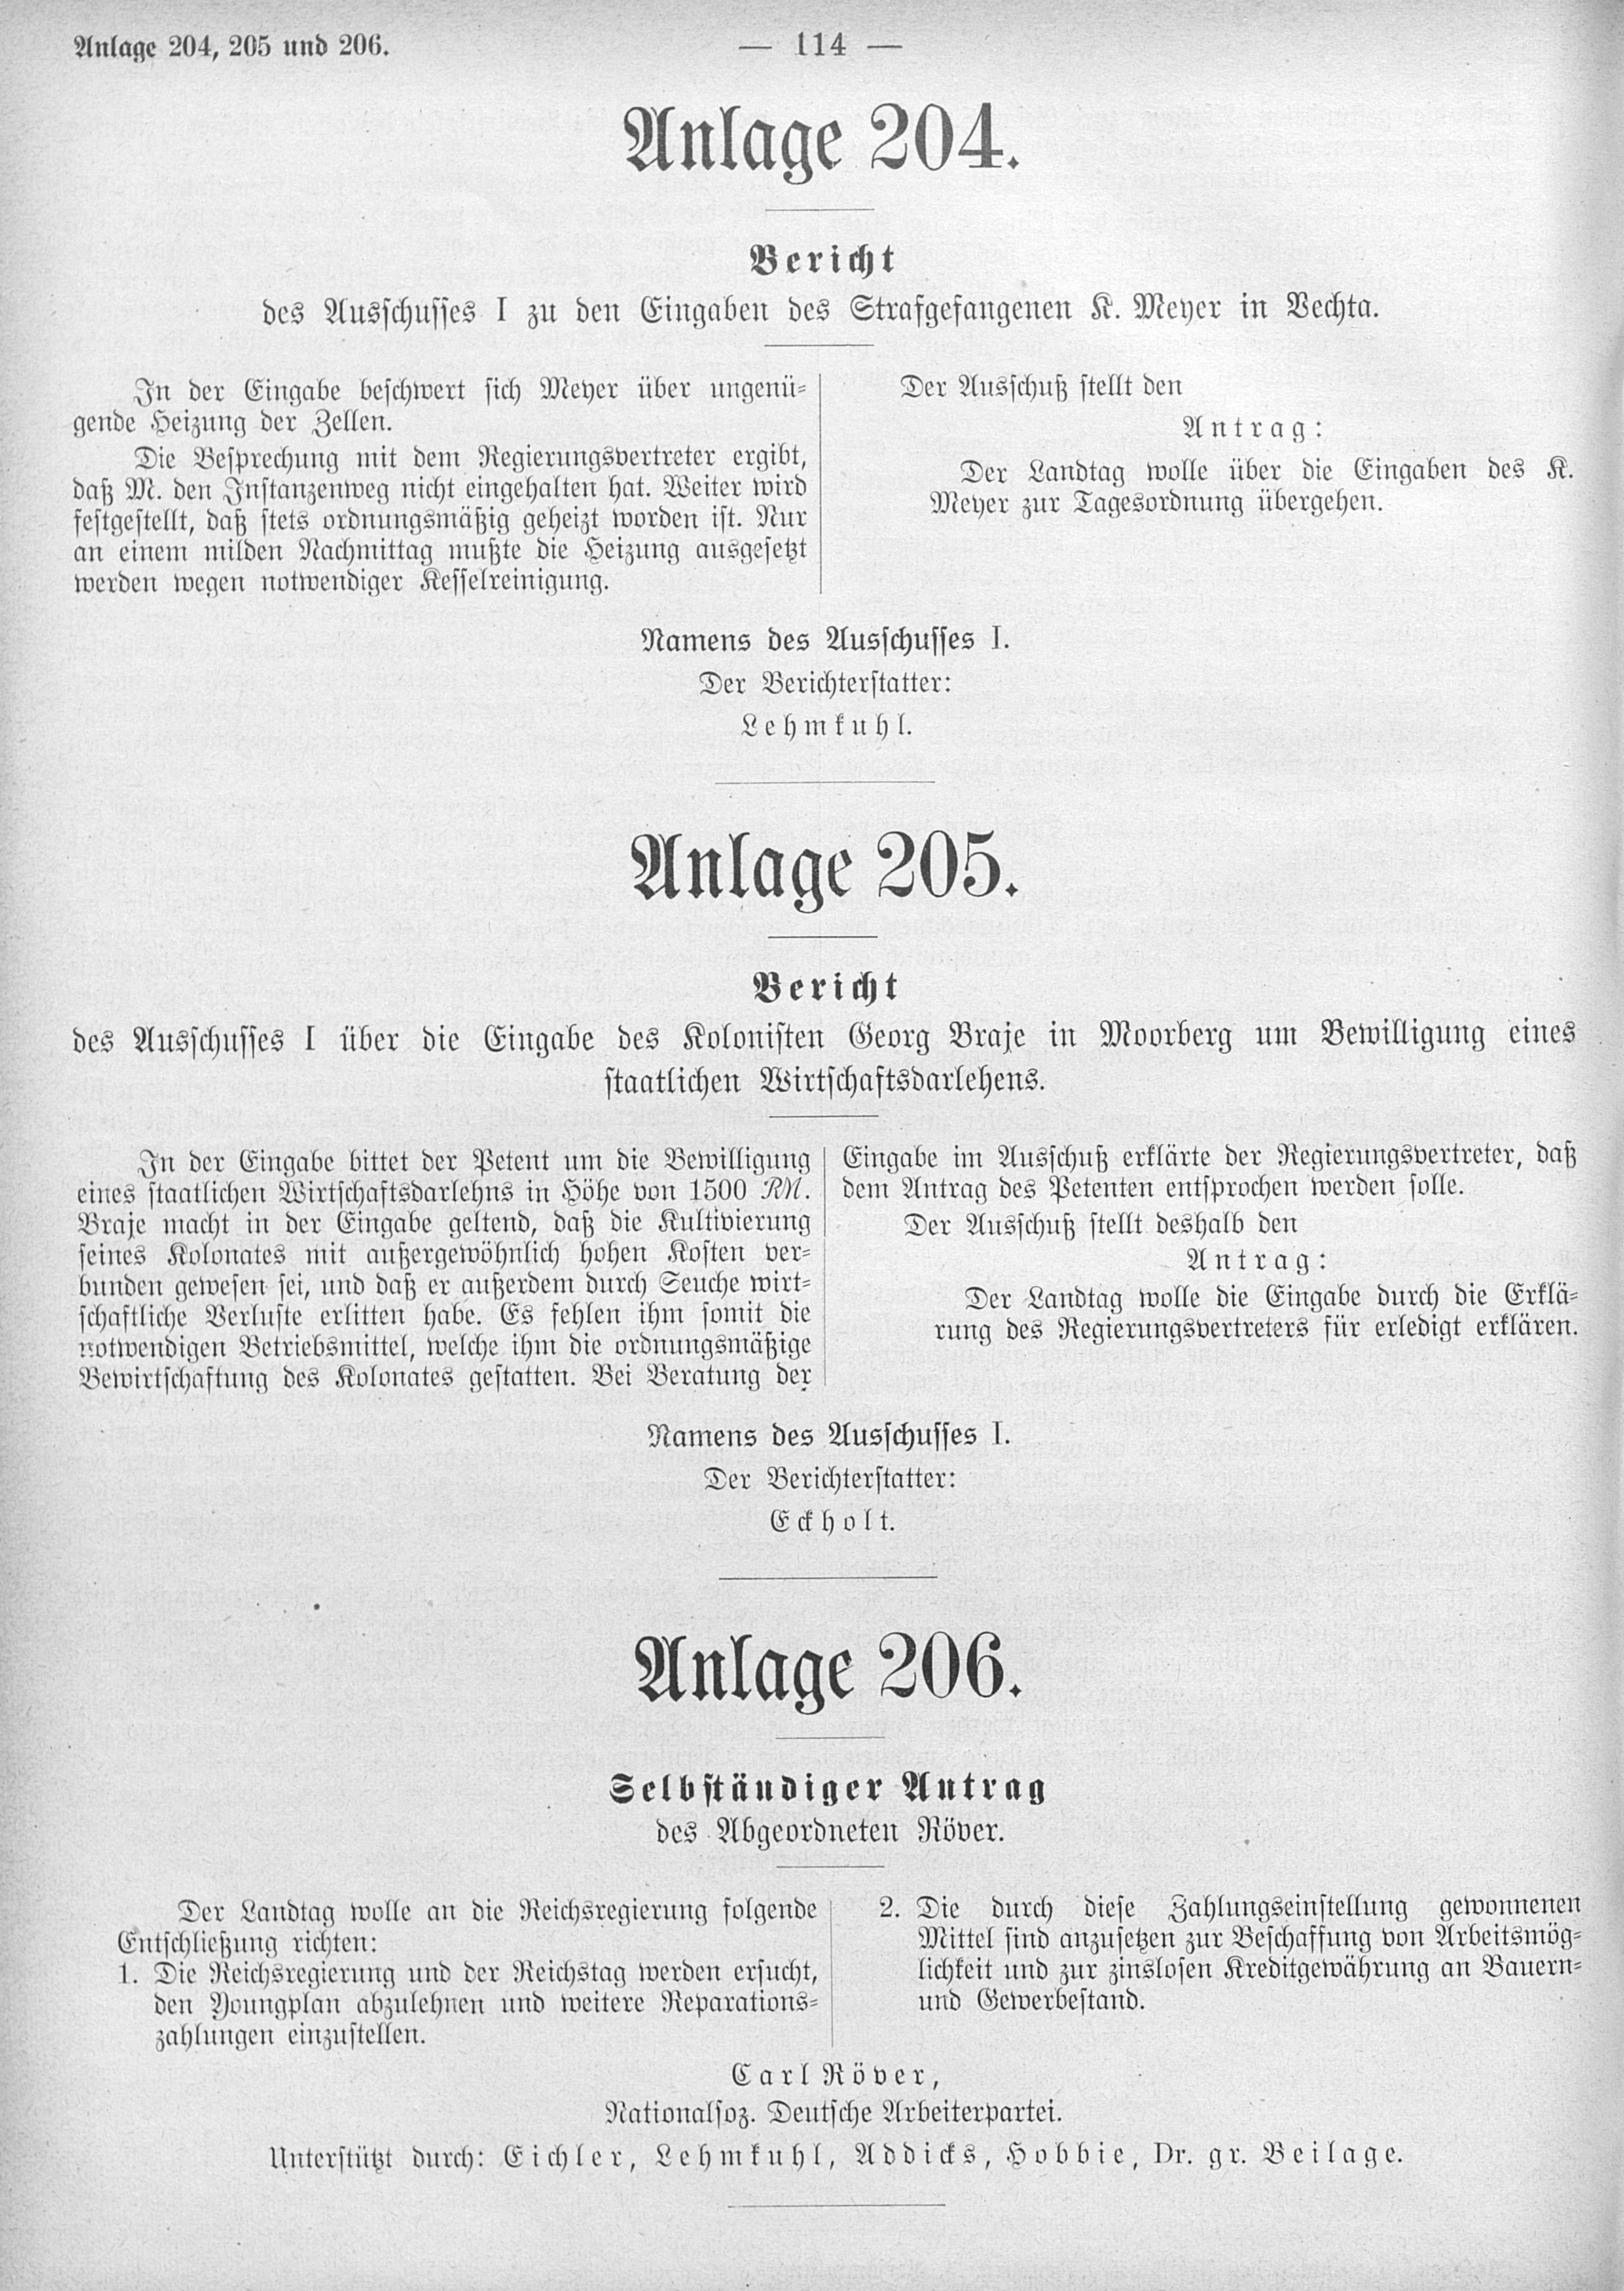 Anlage 204, 205 und 206.
— 114 —
Anlage 204.
Bericht
des Ausschusses I zu den Eingaben des Strafgefangenen K. Meyer in Vechta.
In der Eingabe beschwert sich Meyer über ungenü-
gende Heizung der Zellen.
Die Besprechung mit dem Regierungsvertreter ergibt,
daß M. den Instanzenweg nicht eingehalten hat. Weiter wird
festgestellt, daß stets ordnungsmäßig geheizt worden ist. Nur
an einem milden Nachmittag mußte die Heizung ausgesetzt
werden wegen notwendiger Kesselreinigung.
Der Ausschuß stellt den
Antrag:
Der Landtag wolle über die Eingaben des K.
Meyer zur Tagesordnung übergehen.
Namens des Ausschusses I.
Der Berichterstatter:
Lehmkuhl.
Anlage 205.
Bericht
des Ausschusses I über die Eingabe des Kolonisten Georg Braje in Moorberg um Bewilligung eines
staatlichen Wirtschaftsdarlehens.
In der Eingabe bittet der Petent um die Bewilligung
eines staatlichen Wirtschaftsdarlehns in Höhe von 1500 RM.
Braje macht in der Eingabe geltend, daß die Kultivierung
seines Kolonates mit außergewöhnlich hohen Kosten ver-
bunden gewesen sei, und daß er außerdem durch Seuche wirt-
schaftliche Verluste erlitten habe. Es fehlen ihm somit die
notwendigen Betriebsmittel, welche ihm die ordnungsmäßige
Bewirtschaftung des Kolonates gestatten. Bei Beratung der
Eingabe im Ausschuß erklärte der Regierungsvertreter, daß
dem Antrag des Petenten entsprochen werden solle.
Der Ausschuß stellt deshalb den
Antrag:
Der Landtag wolle die Eingabe durch die Erklä-
rung des Regierungsvertreters für erledigt erklären.
Namens des Ausschusses I.
Der Berichterstatter:
Eckholt.
Anlage 206.
Selbständiger Antrag
des Abgeordneten Röver.
Der Landtag wolle an die Reichsregierung folgende
Entschließung richten:
1. Die Reichsregierung und der Reichstag werden ersucht,
den Youngplan abzulehnen und weitere Reparations-
zahlungen einzustellen.
2. Die durch diese Zahlungseinstellung gewonnenen
Mittel sind anzusetzen zur Beschaffung von Arbeitsmög-
lichkeit und zur zinslosen Kreditgewährung an Bauern-
und Gewerbestand.
Carl Röver,
Nationalsoz. Deutsche Arbeiterpartei.
Unterstützt durch: Eichler, Lehmkuhl, Addicks, Hobbie, Dr. gr. Beilage.